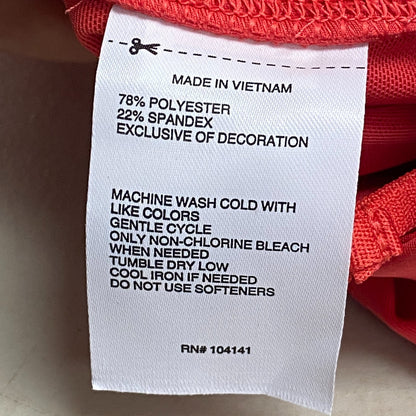 MADE IN VIETNAM
78% POLYESTER
22% SPANDEX
EXCLUSIVE OF DECORATION
MACHINE WASH COLD WITH
LIKE COLORS
GENTLE CYCLE
ONLY NON-CHLORINE BLEACH
WHEN NEEDED
TUMBLE DRY LOW
COOL IRON IF NEEDED
DO NOT USE SOFTENERS
RN# 104141